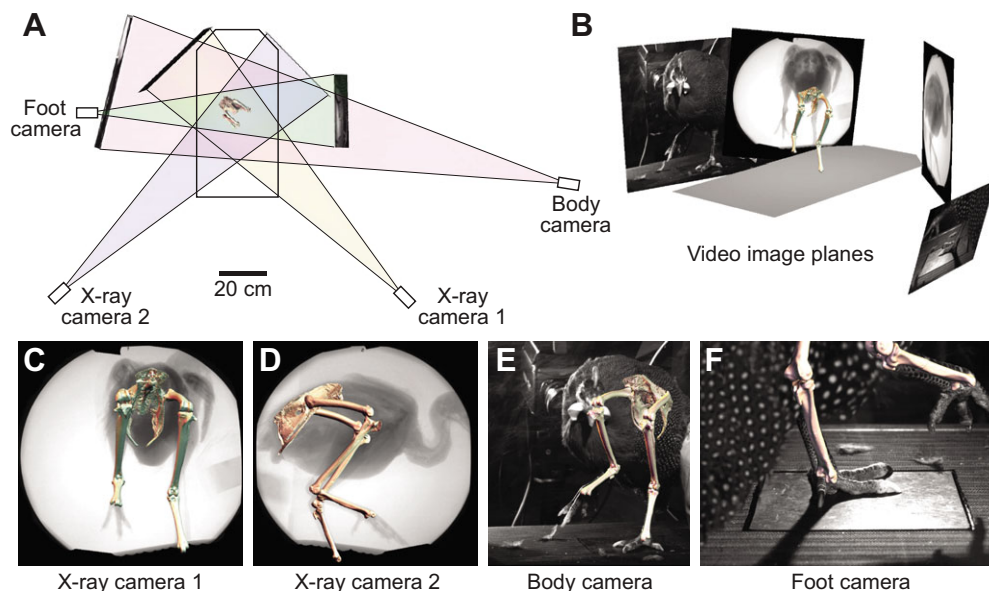 A
B
Foot
camera
Body
camera
20 cm
X-ray
camera 2
X-ray
camera 1
Video image planes
C
D
E
F
X-ray camera 1
X-ray camera 2
Body camera
Foot camera